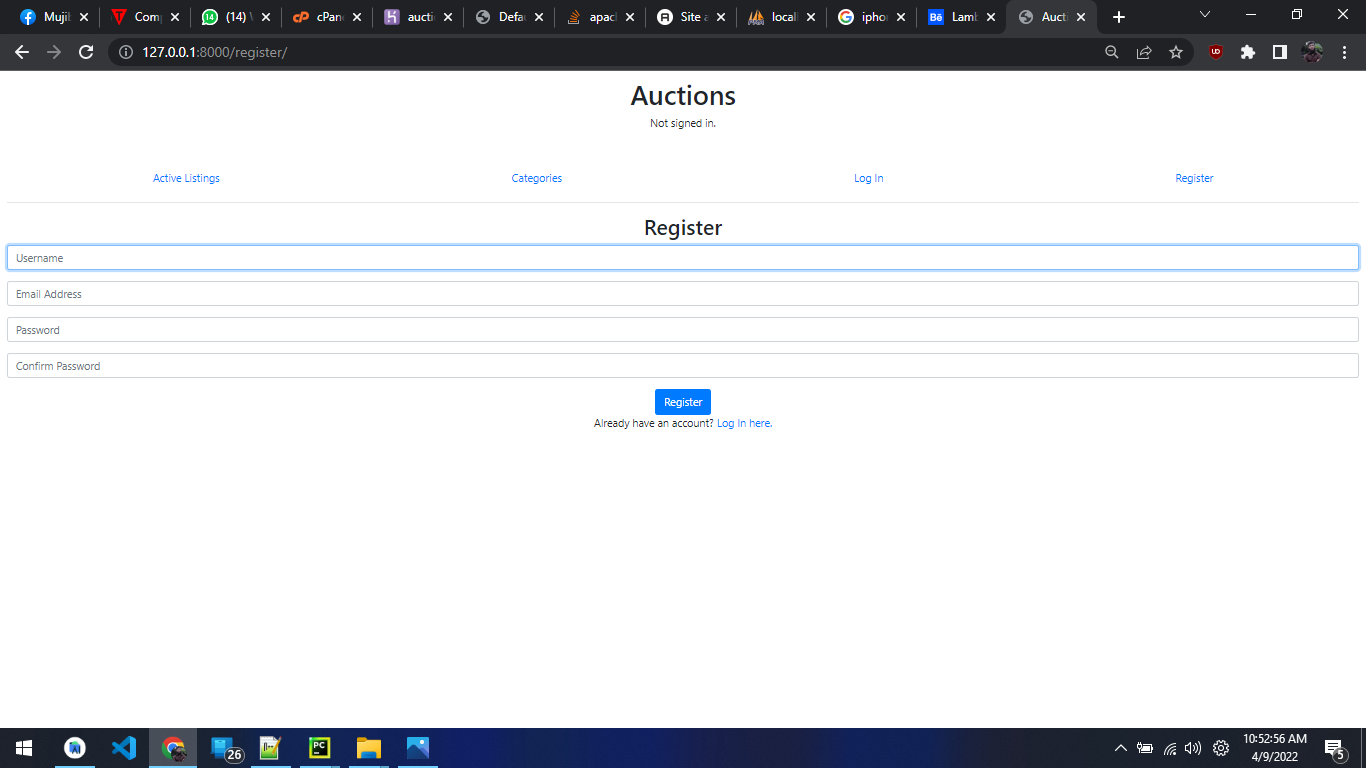 Mujib
Comp
(14) W
cPan
aucti
Defau
apach
Site a
local
iphon
Lamb
Aucti
127.0.0.1:8000/register/
Auctions
Not signed in.
Active Listings Categories Log In Register
Register
Username
Email Address
Password
Confirm Password
Register
Already have an account? Log In here.
26
10:52:56 AM
4/9/2022
5